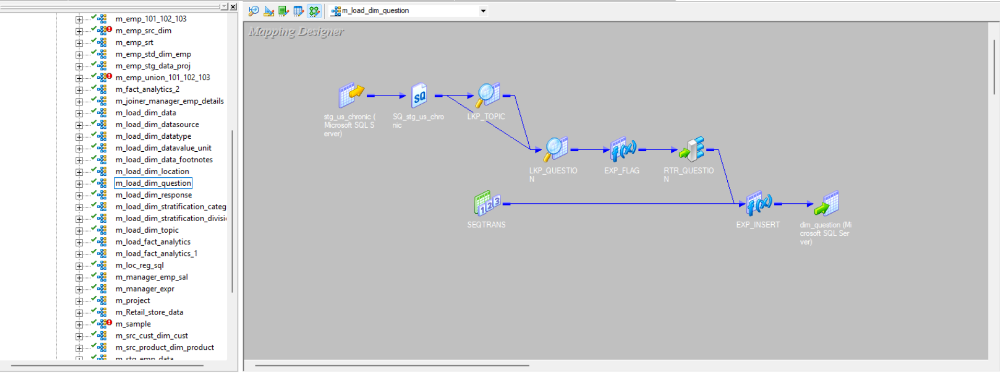 m_emp_101_102_103
m_emp_src_dim
m_emp_srt
m_emp_std_dim_emp
m_emp_stg_data_proj
m_emp_union_101_102_103
m_fact_analytics_2
m_joiner_manager_emp_details
m_load_dim_data
m_load_dim_datasource
m_load_dim_datatype
m_load_dim_datavalue_unit
m_load_dim_data_footnotes
m_load_dim_location
m_load_dim_question
m_load_dim_response
m_load_dim_stratification_categ
m_load_dim_stratification_divisi
m_load_dim_topic
m_load_fact_analytics
m_load_fact_analytics_1
m_loc_reg_sql
m_manager_emp_sal
m_manager_expr
m_project
m_Retail_store_data
m_sample
m_src_cust_dim_cust
m_src_product_dim_product
m_stg_emp_data
m_load_dim_question
Mapping Designer
SQ
stg_us_chronic (
Microsoft SQL S
erver)
SQ_stg_us_chro
nic
LKP_TOPIC
f(x)
LKP_QUESTIO
N
EXP_FLAG
RTR_QUESTIO
N
123
f(x)
SEQTRANS
EXP_INSERT
dim_question (Mi
crosoft SQL Ser
ver)